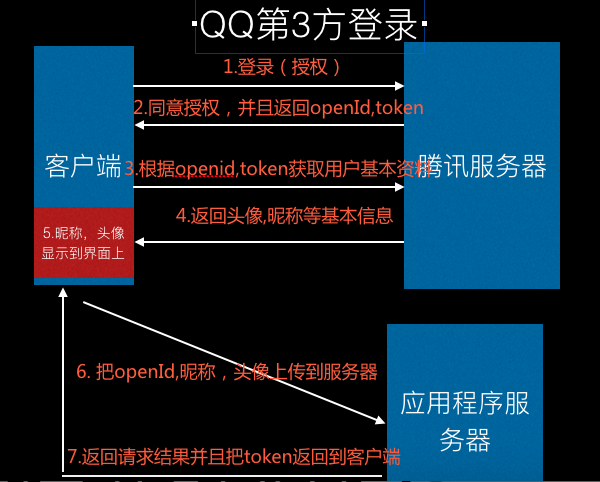 QQ第3方登录
1.登录（授权）
2.同意授权，并且返回openId,token
客户端
3.根据openid,token获取用户基本资料
腾讯服务器
4.返回头像,昵称等基本信息
5.昵称，头像
显示到界面上
6. 把openId,昵称，头像上传到服务器
应用程序服
务器
7.返回请求结果并且把token返回到客户端